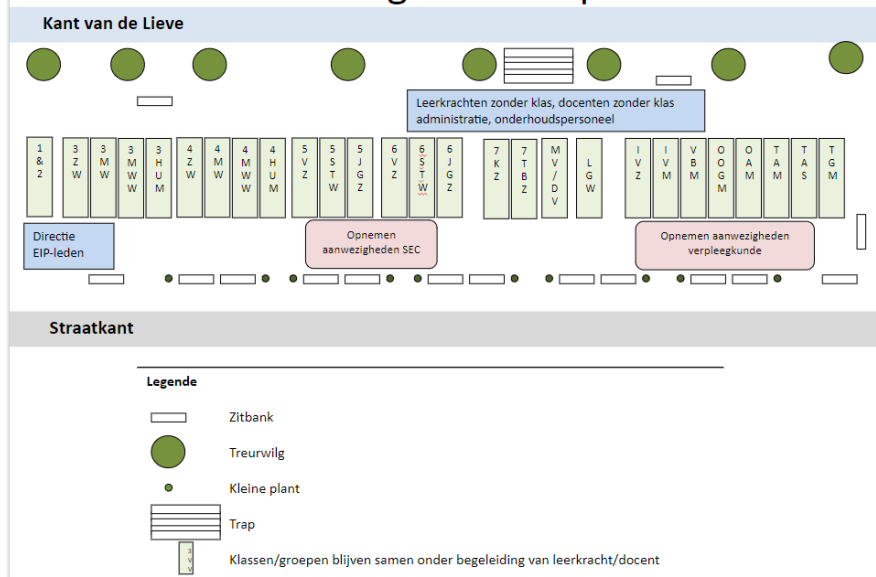 Kant van de Lieve
Leerkrachten zonder klas, docenten zonder klas
administratie, onderhoudspersoneel
1 & 2
3 Z W
3 M W
3 M W W
3 H U M
4 Z W
4 M W
4 M W W
4 H U M
5 V Z
5 S T W
5 J G Z
6 V Z
6 S T W
6 J G Z
7 K Z
7 T B Z
M V / D V
L G W
I V Z
I V M
V B M
O O G M
O A M
T A M
T A S
T G M
Directie
EIP-leden
Opnemen
aanwezigheden SEC
Opnemen aanwezigheden
verpleegkunde
Straatkant
Legende
Zitbank
Treurwilg
Kleine plant
Trap
3 V V
Klassen/groepen blijven samen onder begeleiding van leerkracht/docent